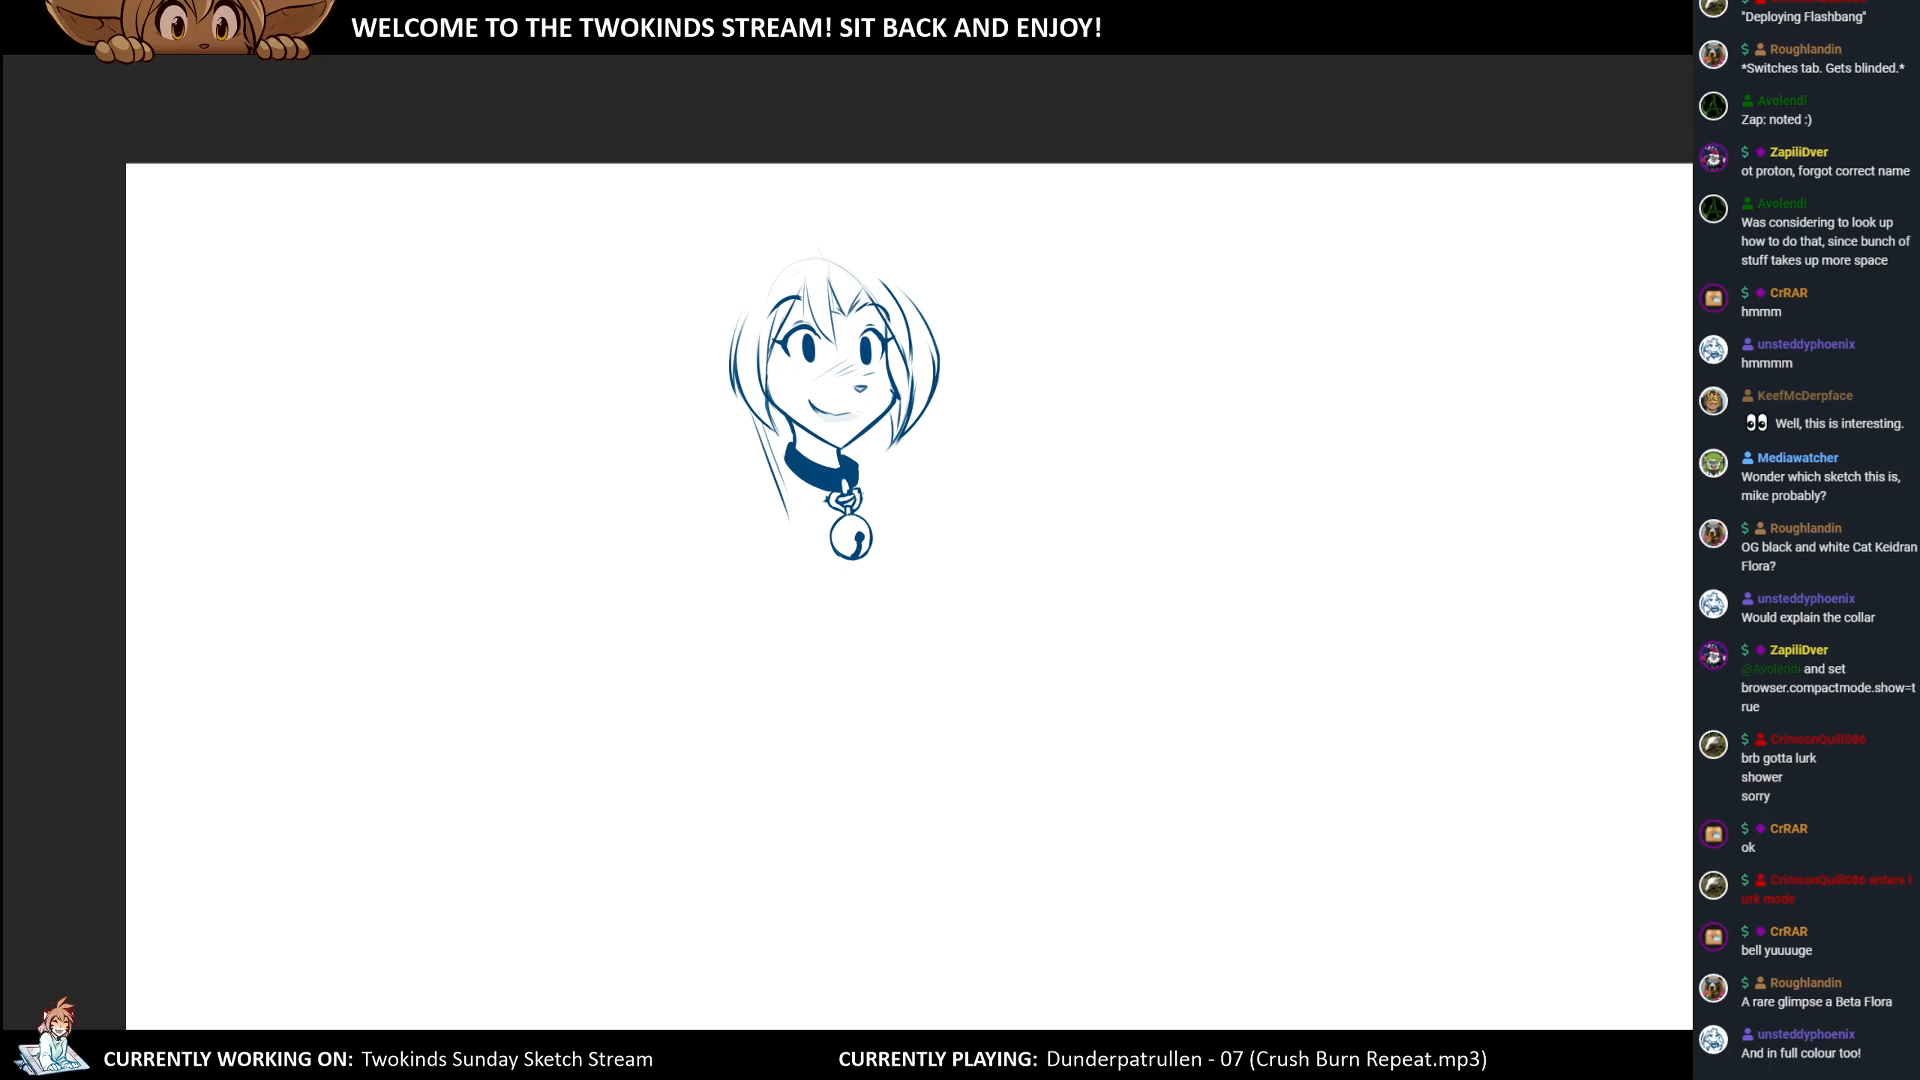 WELCOME TO THE TWOKINDS STREAM! SIT BACK AND ENJOY!
"Deploying Flashbang"
$ Roughlandin
*Switches tab. Gets blinded.*
Avolendi
Zap: noted :)
$ ZapiliDver
ot proton, forgot correct name
Avolendi
Was considering to look up
how to do that, since bunch of
stuff takes up more space
$ CrRAR
hmmm
unsteddyphoenix
hmmmm
KeefMcDerpface
Well, this is interesting.
Mediawatcher
Wonder which sketch this is,
mike probably?
$ Roughlandin
OG black and white Cat Keidran
Flora?
unsteddyphoenix
Would explain the collar
$ ZapiliDver
@Avolendi and set
browser.compactmode.show=t
rue
$ CrimsonQuill086
brb gotta lurk
shower
sorry
$ CrRAR
ok
$ CrimsonQuill086 enters l
urk mode
$ CrRAR
bell yuuuuge
$ Roughlandin
A rare glimpse a Beta Flora
unsteddyphoenix
And in full colour too!
CURRENTLY WORKING ON: Twokinds Sunday Sketch Stream
CURRENTLY PLAYING: Dunderpatrullen - 07 (Crush Burn Repeat.mp3)